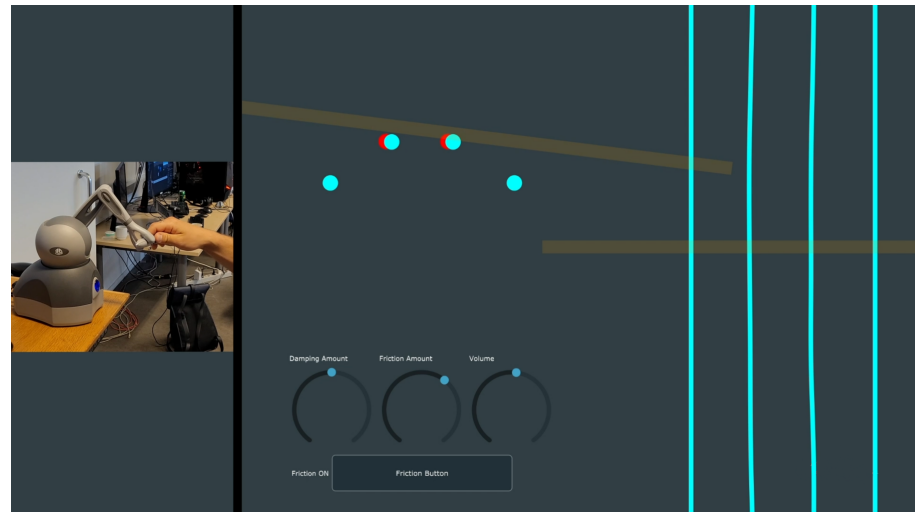 Damping Amount
Friction Amount
Volume
Friction ON
Friction Button